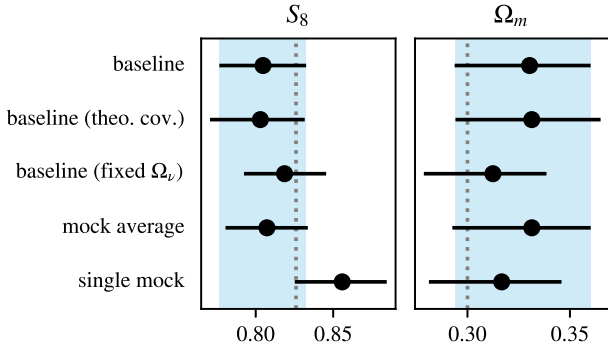 S₈ Ωₘ
baseline
baseline (theo. cov.)
baseline (fixed Ωᵥ)
mock average
single mock
0.80 0.85 0.30 0.35